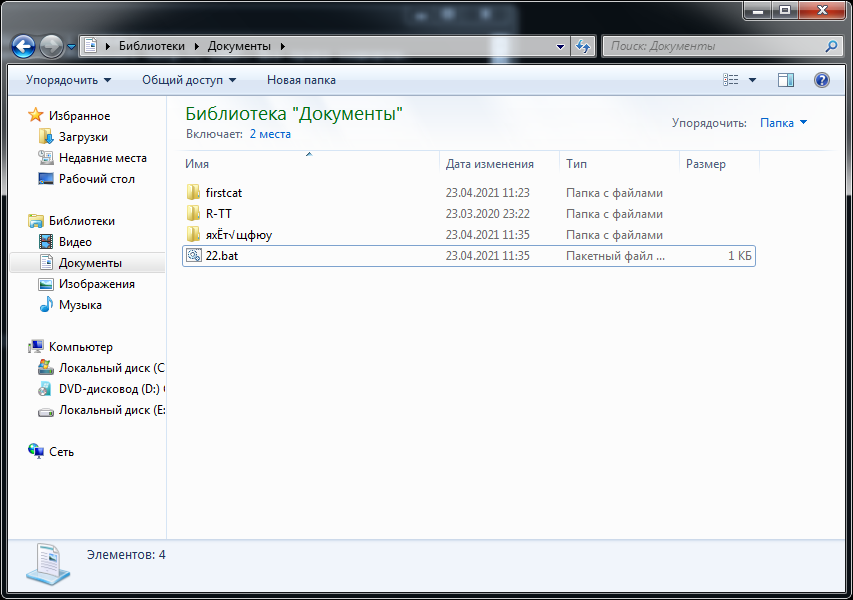 Библиотеки ▸ Документы ▸
Поиск: Документы
Упорядочить Общий доступ Новая папка
Избранное
Загрузки
Недавние места
Рабочий стол
Библиотеки
Видео
Документы
Изображения
Музыка
Компьютер
Локальный диск (C
DVD-дисковод (D:)
Локальный диск (E:
Сеть
Библиотека "Документы"
Включает: 2 места
Упорядочить: Папка
Имя Дата изменения Тип Размер
firstcat 23.04.2021 11:23 Папка с файлами
R-TT 23.03.2020 23:22 Папка с файлами
яхЁт√щфюу 23.04.2021 11:35 Папка с файлами
22.bat 23.04.2021 11:35 Пакетный файл ... 1 КБ
Элементов: 4